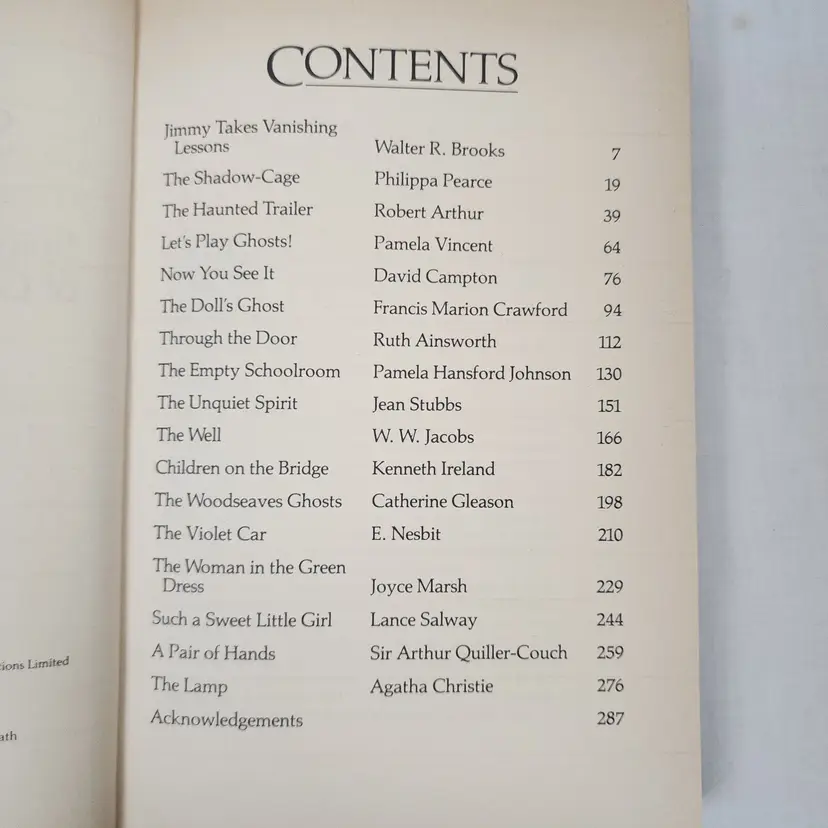 CONTENTS
Jimmy Takes Vanishing
Lessons Walter R. Brooks 7
The Shadow-Cage Philippa Pearce 19
The Haunted Trailer Robert Arthur 39
Let's Play Ghosts! Pamela Vincent 64
Now You See It David Campton 76
The Doll's Ghost Francis Marion Crawford 94
Through the Door Ruth Ainsworth 112
The Empty Schoolroom Pamela Hansford Johnson 130
The Unquiet Spirit Jean Stubbs 151
The Well W. W. Jacobs 166
Children on the Bridge Kenneth Ireland 182
The Woodseaves Ghosts Catherine Gleason 198
The Violet Car E. Nesbit 210
The Woman in the Green
Dress Joyce Marsh 229
Such a Sweet Little Girl Lance Salway 244
A Pair of Hands Sir Arthur Quiller-Couch 259
The Lamp Agatha Christie 276
Acknowledgements 287
Limited